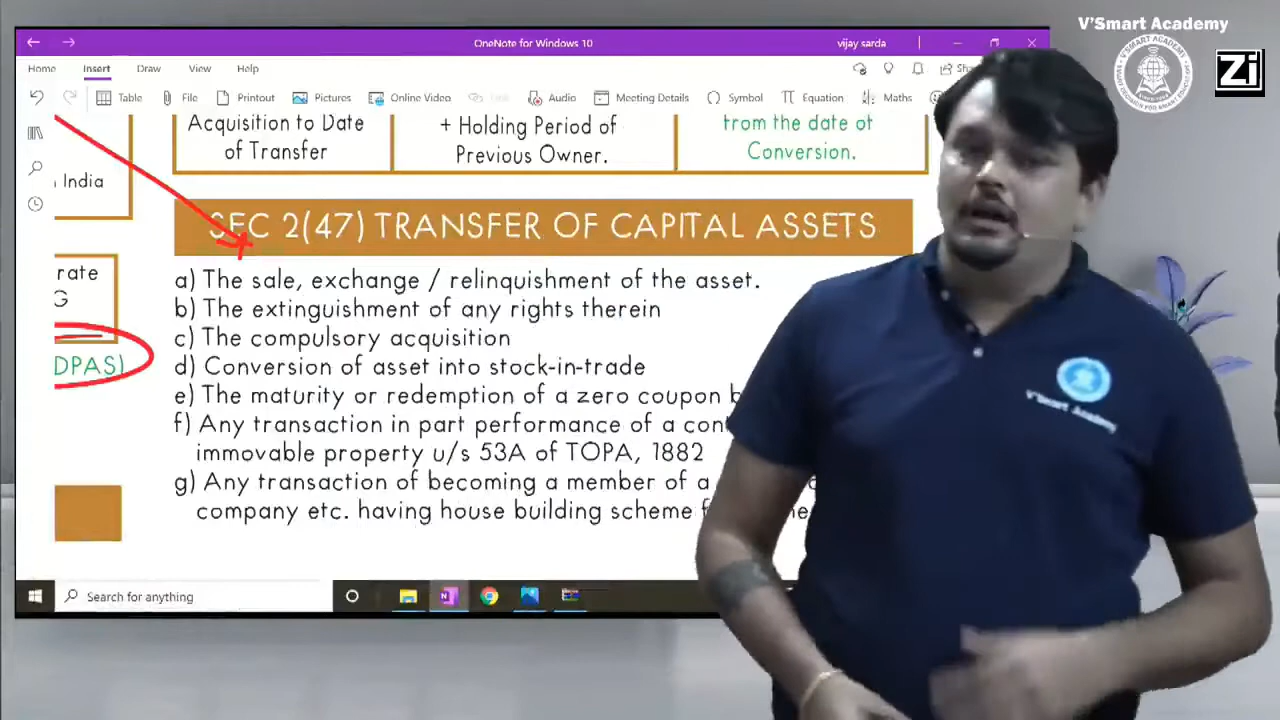 V'Smart Academy
OneNote for Windows 10
vijay sarda
Home Insert Draw View Help
Table File Printout Pictures Online Video Audio Meeting Details Symbol Equation Maths
Acquisition to Date
of Transfer
+ Holding Period of
Previous Owner.
from the date of
Conversion.
India
SEC 2(47) TRANSFER OF CAPITAL ASSETS
rate
G
DPAS)
a) The sale, exchange / relinquishment of the asset.
b) The extinguishment of any rights therein
c) The compulsory acquisition
d) Conversion of asset into stock-in-trade
e) The maturity or redemption of a zero coupon b
f) Any transaction in part performance of a con
immovable property u/s 53A of TOPA, 1882
g) Any transaction of becoming a member of a
company etc. having house building scheme
Search for anything
Zi
V'Smart Academy